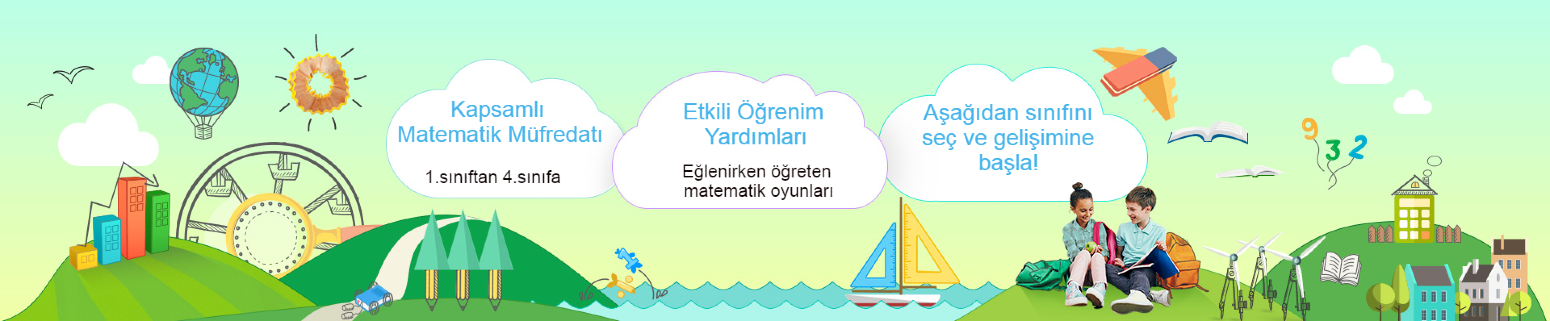 Kapsamlı
Matematik Müfredatı
1.sınıftan 4.sınıfa
Etkili Öğrenim
Yardımları
Eğlenirken öğreten
matematik oyunları
Aşağıdan sınıfını
seç ve gelişimine
başla!
9 3 2